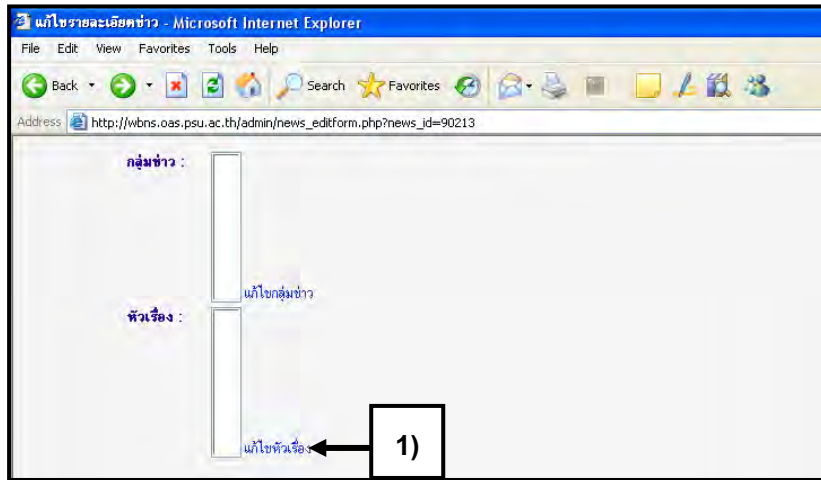 แก้ไขรายละเอียดข่าว - Microsoft Internet Explorer
File Edit View Favorites Tools Help
Back Search Favorites
Address http://wbns.oas.psu.ac.th/admin/news_editform.php?news_id=90213
กลุ่มข่าว :
แก้ไขกลุ่มข่าว
หัวเรื่อง :
แก้ไขหัวเรื่อง 1)